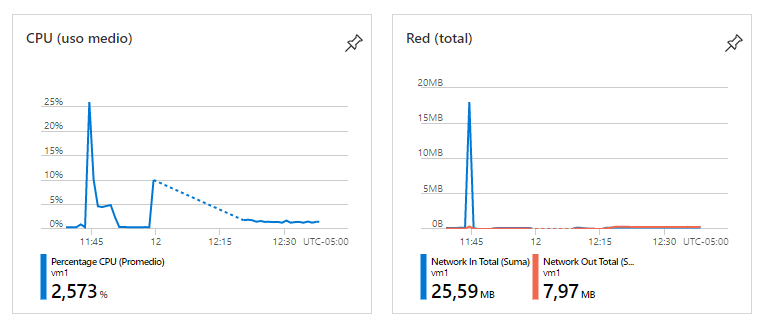 CPU (uso medio)
25%
20%
15%
10%
5%
0%
11:45 12 12:15 12:30 UTC-05:00
Percentage CPU (Promedio)
vm1
2,573 %
Red (total)
20MB
15MB
10MB
5MB
0B
11:45 12 12:15 12:30 UTC-05:00
Network In Total (Suma)
vm1
25,59 MB
Network Out Total (S...
vm1
7,97 MB